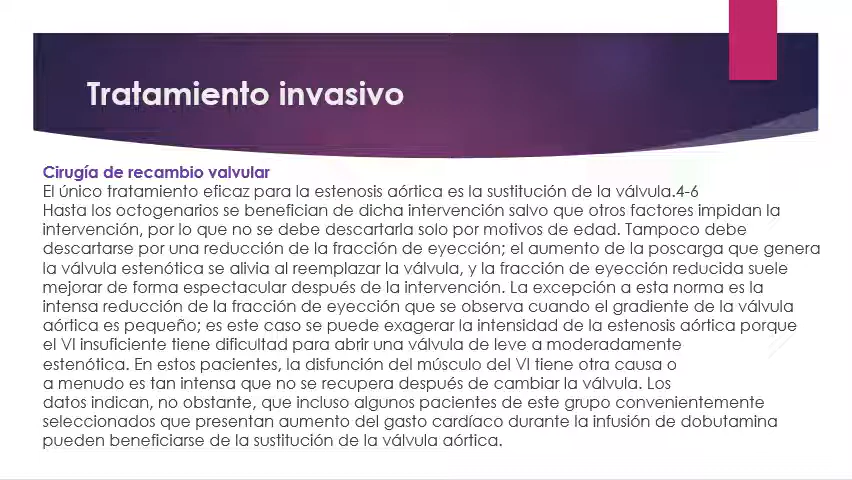 Tratamiento invasivo
Cirugía de recambio valvular
El único tratamiento eficaz para la estenosis aórtica es la sustitución de la válvula.4-6
Hasta los octogenarios se benefician de dicha intervención salvo que otros factores impidan la
intervención, por lo que no se debe descartarla solo por motivos de edad. Tampoco debe
descartarse por una reducción de la fracción de eyección; el aumento de la poscarga que genera
la válvula estenótica se alivia al reemplazar la válvula, y la fracción de eyección reducida suele
mejorar de forma espectacular después de la intervención. La excepción a esta norma es la
intensa reducción de la fracción de eyección que se observa cuando el gradiente de la válvula
aórtica es pequeño; es este caso se puede exagerar la intensidad de la estenosis aórtica porque
el VI insuficiente tiene dificultad para abrir una válvula de leve a moderadamente
estenótica. En estos pacientes, la disfunción del músculo del VI tiene otra causa o
a menudo es tan intensa que no se recupera después de cambiar la válvula. Los
datos indican, no obstante, que incluso algunos pacientes de este grupo convenientemente
seleccionados que presentan aumento del gasto cardíaco durante la infusión de dobutamina
pueden beneficiarse de la sustitución de la válvula aórtica.